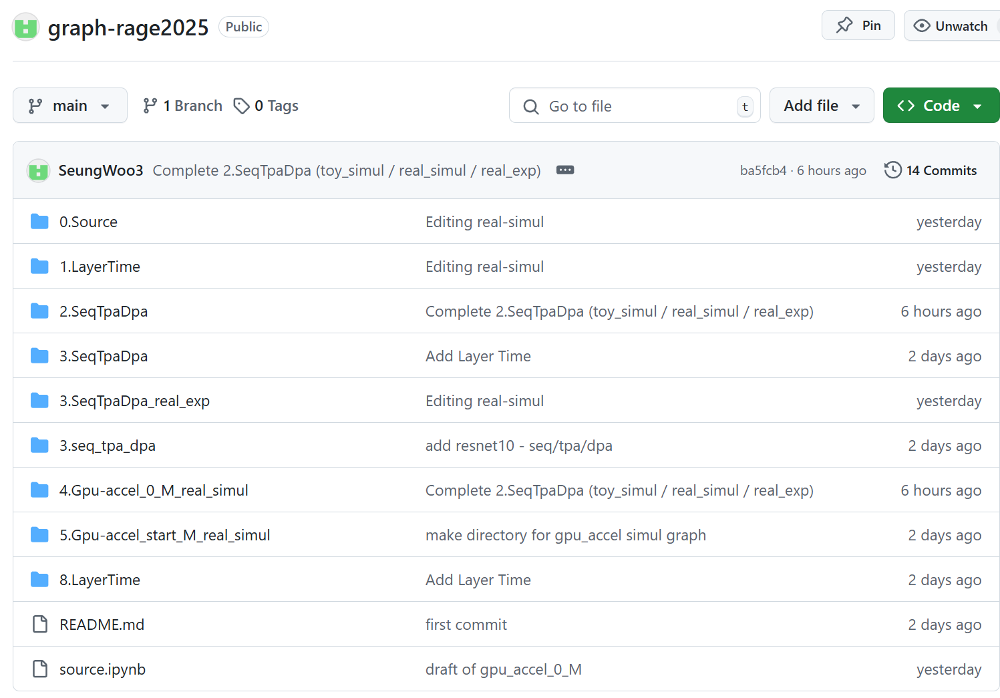 graph-rage2025 Public Pin Unwatch
main 1 Branch 0 Tags Go to file t Add file Code
SeungWoo3 Complete 2.SeqTpaDpa (toy_simul / real_simul / real_exp) ba5fcb4 · 6 hours ago 14 Commits
0.Source Editing real-simul yesterday
1.LayerTime Editing real-simul yesterday
2.SeqTpaDpa Complete 2.SeqTpaDpa (toy_simul / real_simul / real_exp) 6 hours ago
3.SeqTpaDpa Add Layer Time 2 days ago
3.SeqTpaDpa_real_exp Editing real-simul yesterday
3.seq_tpa_dpa add resnet10 - seq/tpa/dpa 2 days ago
4.Gpu-accel_0_M_real_simul Complete 2.SeqTpaDpa (toy_simul / real_simul / real_exp) 6 hours ago
5.Gpu-accel_start_M_real_simul make directory for gpu_accel simul graph 2 days ago
8.LayerTime Add Layer Time 2 days ago
README.md first commit 2 days ago
source.ipynb draft of gpu_accel_0_M yesterday